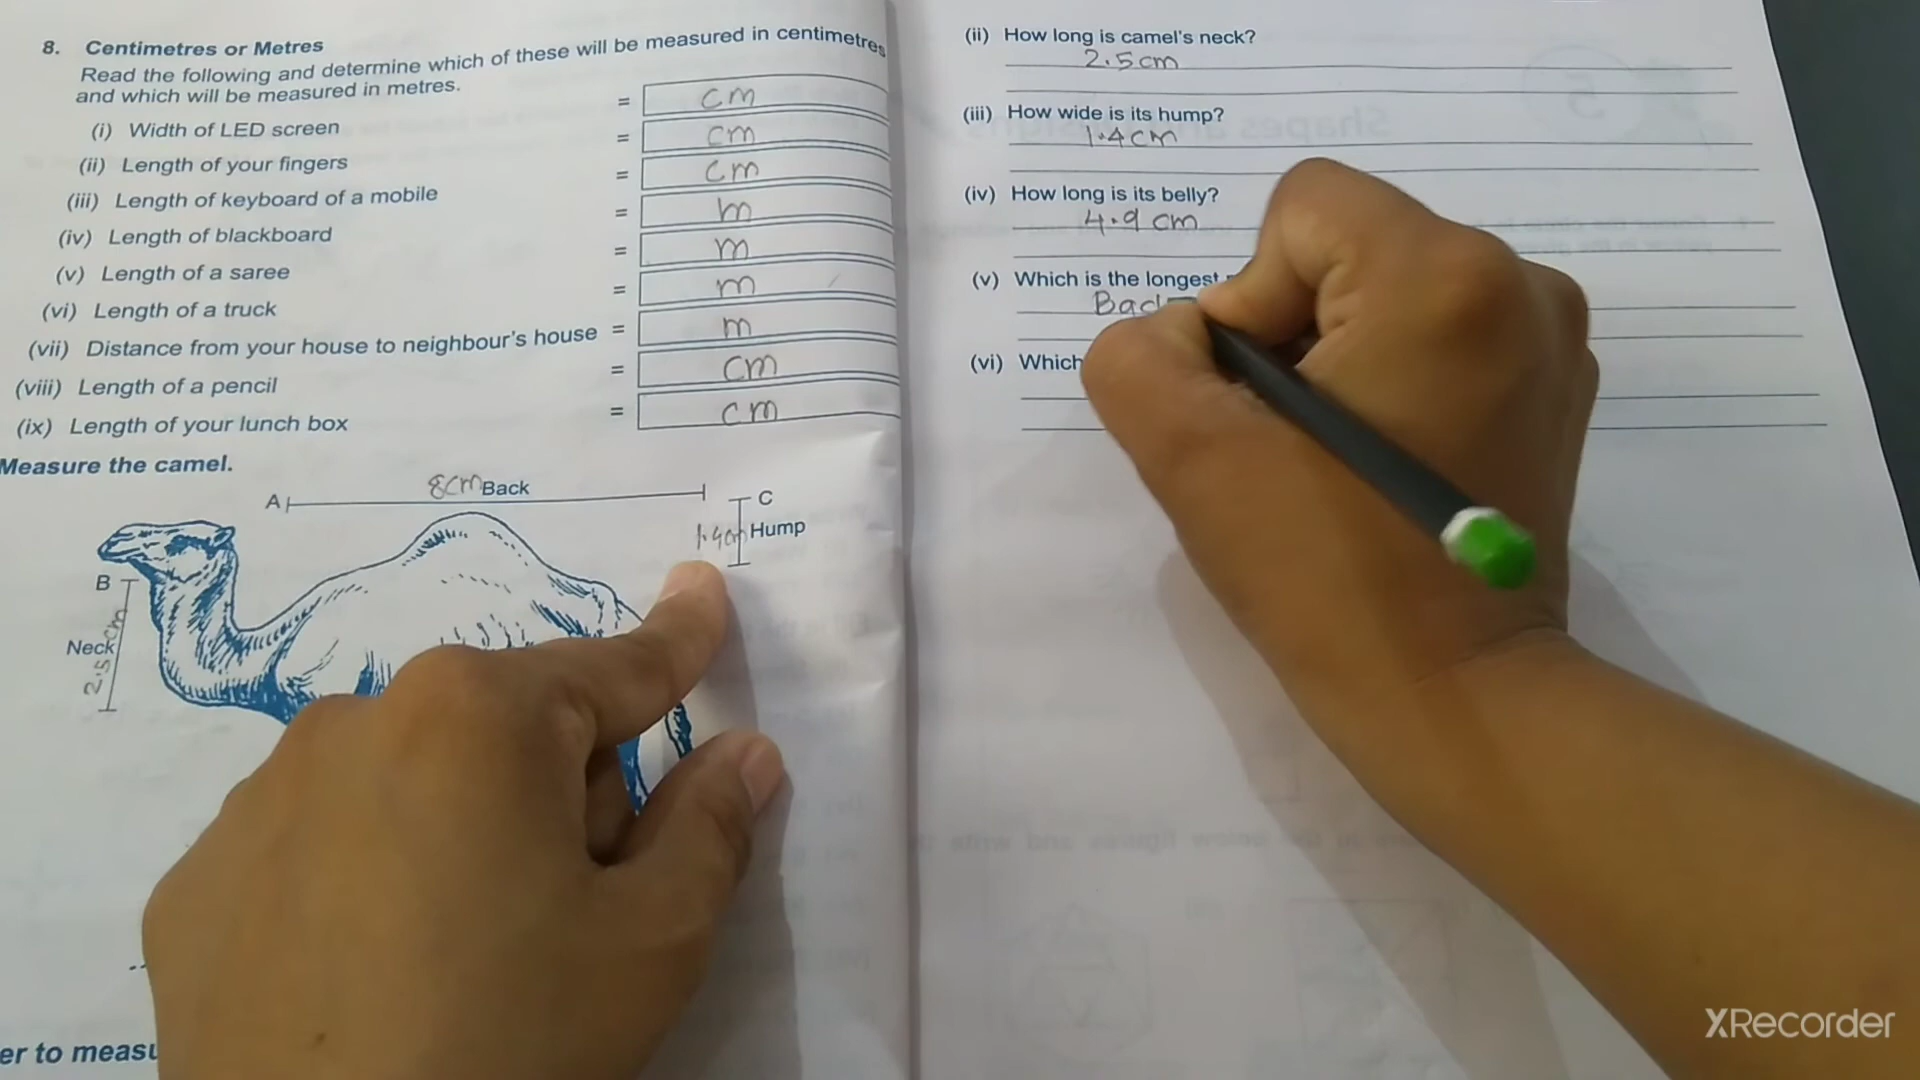 8. Centimetres or Metres
Read the following and determine which of these will be measured in centimetres
and which will be measured in metres.
(i) Width of LED screen = cm
(ii) Length of your fingers = cm
(iii) Length of keyboard of a mobile = cm
(iv) Length of blackboard = m
(v) Length of a saree = m
(vi) Length of a truck = m
(vii) Distance from your house to neighbour's house = m
(viii) Length of a pencil = cm
(ix) Length of your lunch box = cm
Measure the camel.
A 8cm Back
C
1.4cm Hump
B
Neck
2.5cm
er to measu
(ii) How long is camel's neck?
2.5cm
(iii) How wide is its hump?
1.4cm
(iv) How long is its belly?
4.9 cm
(v) Which is the longest
Bac
(vi) Which
XRecorder